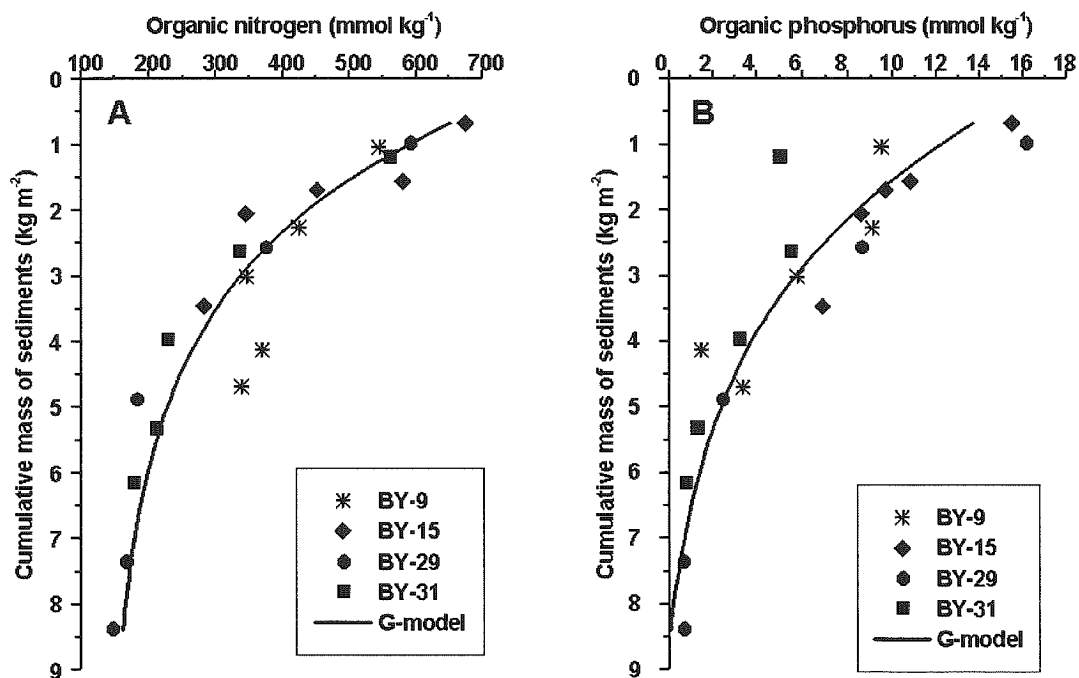 Organic nitrogen (mmol kg-1)
100 200 300 400 500 600 700
0
1
2
3
4
5
6
7
8
9
Cumulative mass of sediments (kg m-2)
A
BY-9
BY-15
BY-29
BY-31
G-model
Organic phosphorus (mmol kg-1)
0 2 4 6 8 10 12 14 16 18
0
1
2
3
4
5
6
7
8
9
Cumulative mass of sediments (kg m-2)
B
BY-9
BY-15
BY-29
BY-31
G-model